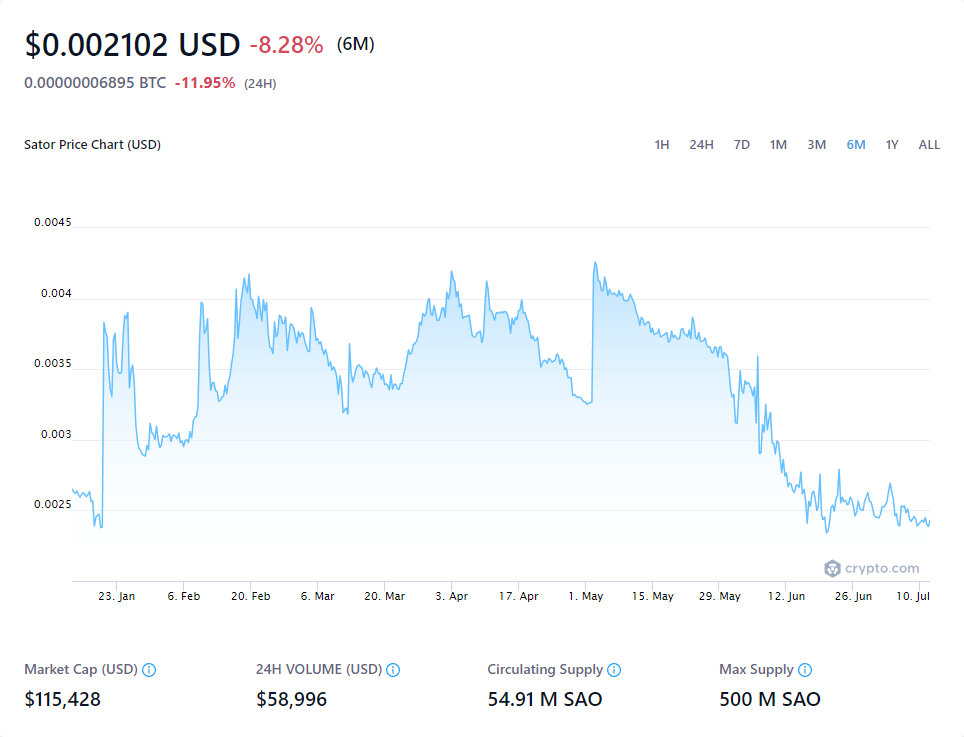 $0.002102 USD -8.28% (6M)
0.00000006895 BTC -11.95% (24H)
Sator Price Chart (USD) 1H 24H 7D 1M 3M 6M 1Y ALL
0.0045
0.004
0.0035
0.003
0.0025
crypto.com
23. Jan 6. Feb 20. Feb 6. Mar 20. Mar 3. Apr 17. Apr 1. May 15. May 29. May 12. Jun 26. Jun 10. Jul
Market Cap (USD) 24H VOLUME (USD) Circulating Supply Max Supply
$115,428 $58,996 54.91 M SAO 500 M SAO